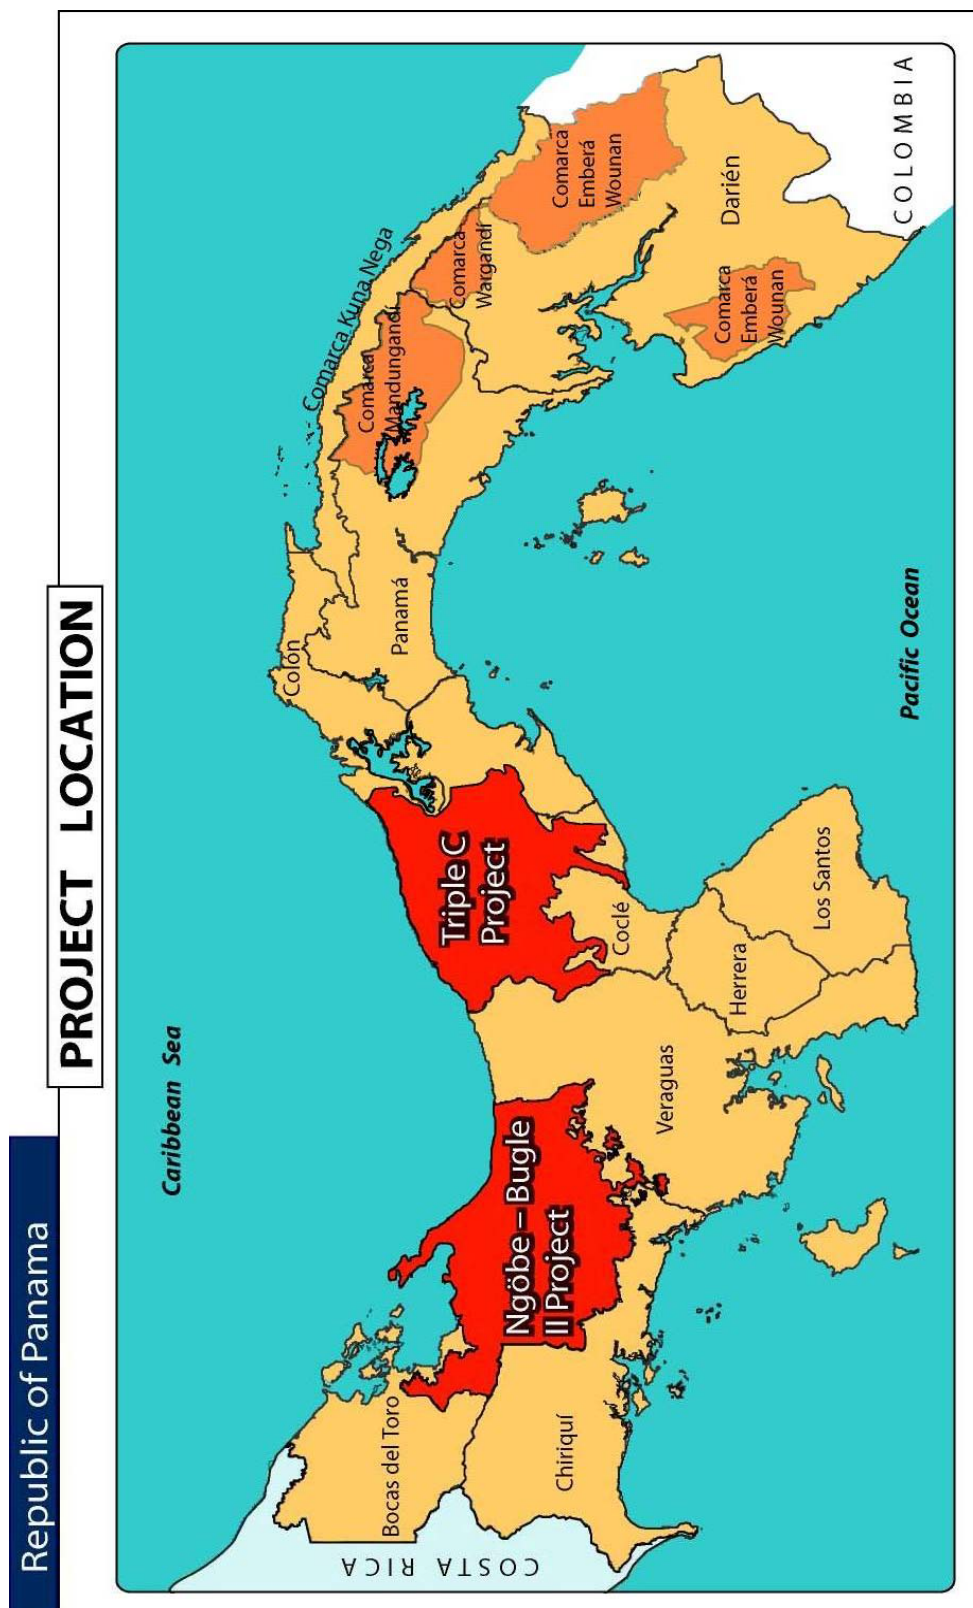 Republic of Panama
PROJECT LOCATION
Caribbean Sea
COSTA RICA
Bocas del Toro
Chiriquí
Ngöbe – Bugle
II Project
Veraguas
Triple C
Project
Coclé
Herrera
Los Santos
Colón
Panamá
Comarca Kuna Nega
Comarca
Mandungandí
Comarca
Wargandí
Comarca
Emberá
Wounan
Comarca
Emberá
Wounan
Darién
COLOMBIA
Pacific Ocean